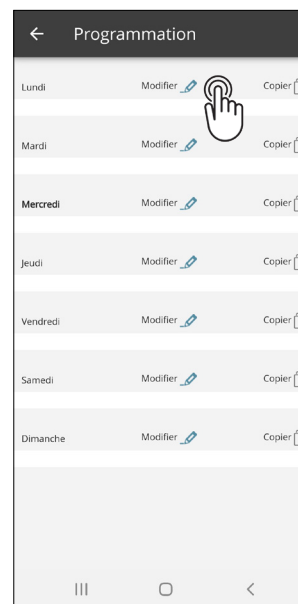 Programmation
Lundi Modifier Copier
Mardi Modifier Copier
Mercredi Modifier Copier
Jeudi Modifier Copier
Vendredi Modifier Copier
Samedi Modifier Copier
Dimanche Modifier Copier